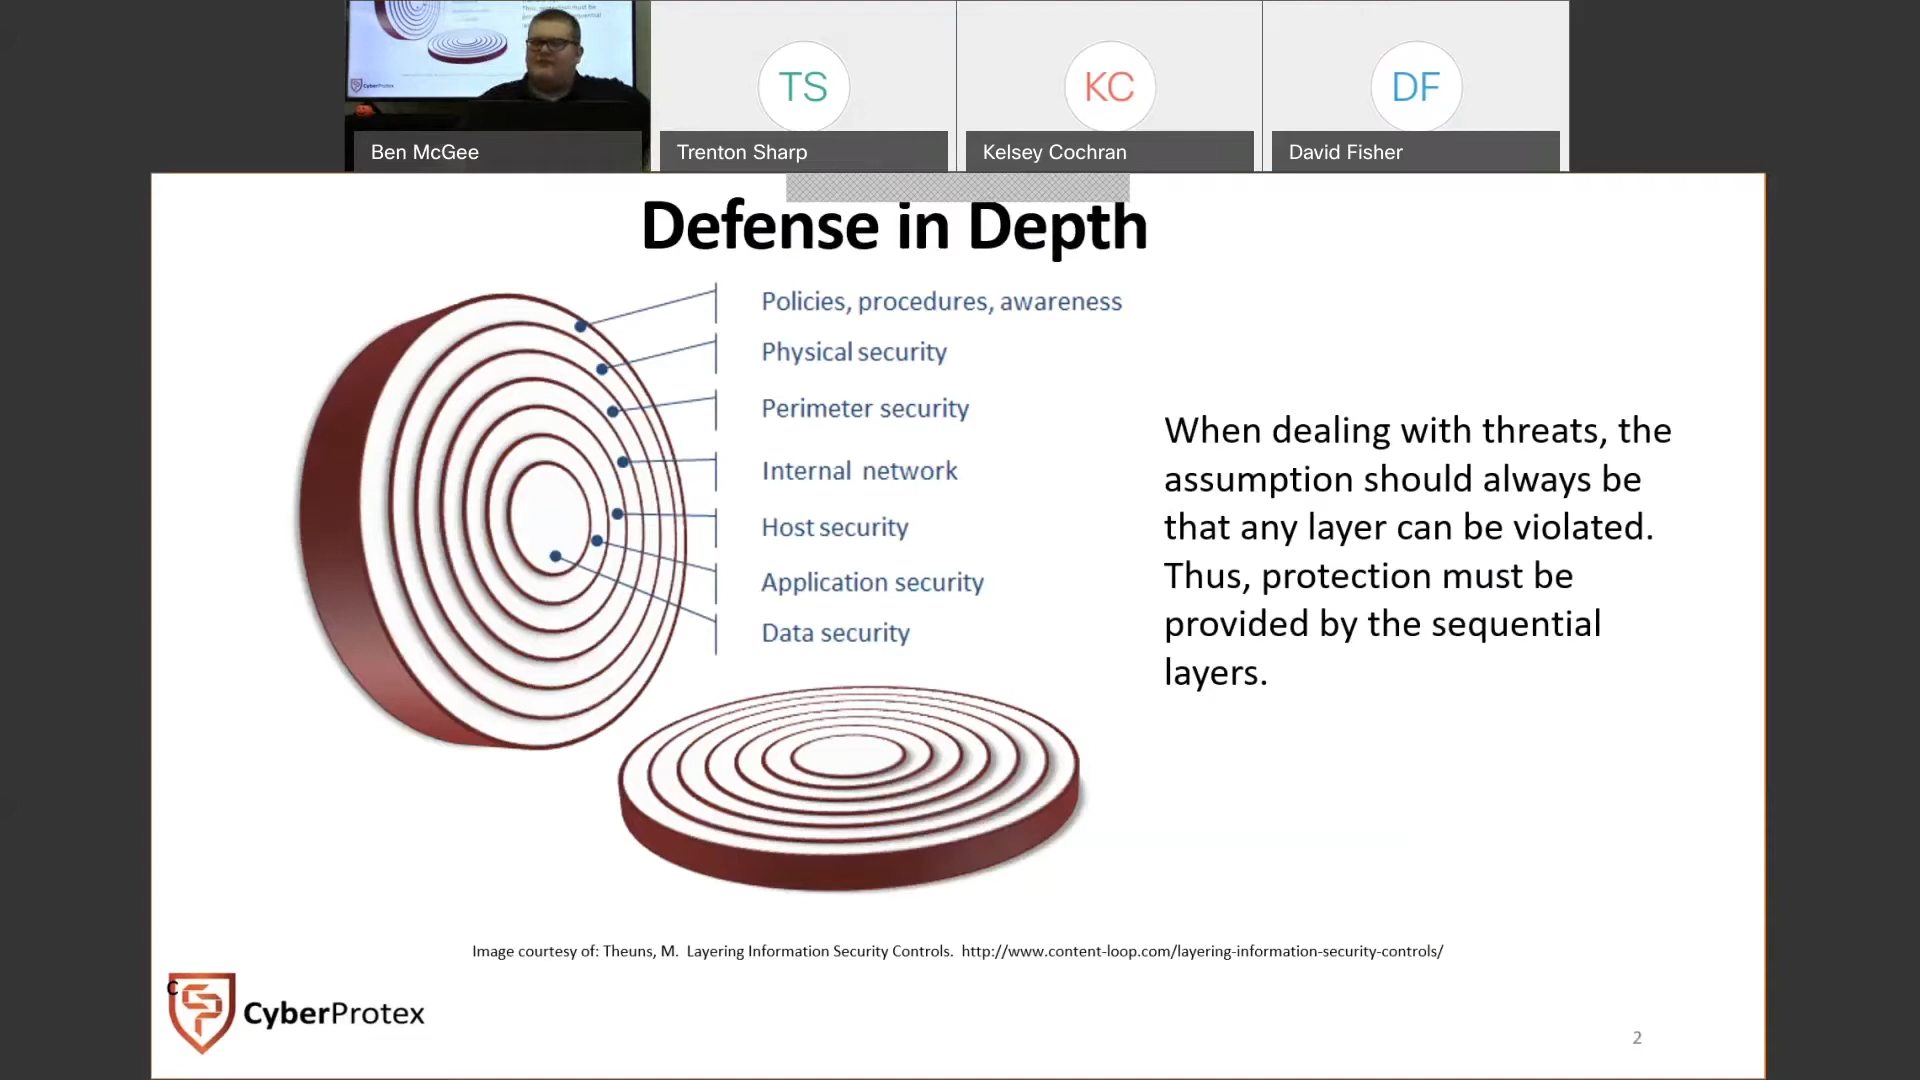 TS
KC
DF
Ben McGee
Trenton Sharp
Kelsey Cochran
David Fisher
Defense in Depth
Policies, procedures, awareness
Physical security
Perimeter security
Internal network
Host security
Application security
Data security
When dealing with threats, the
assumption should always be
that any layer can be violated.
Thus, protection must be
provided by the sequential
layers.
Image courtesy of: Theuns, M. Layering Information Security Controls. http://www.content-loop.com/layering-information-security-controls/
C
CyberProtex
2